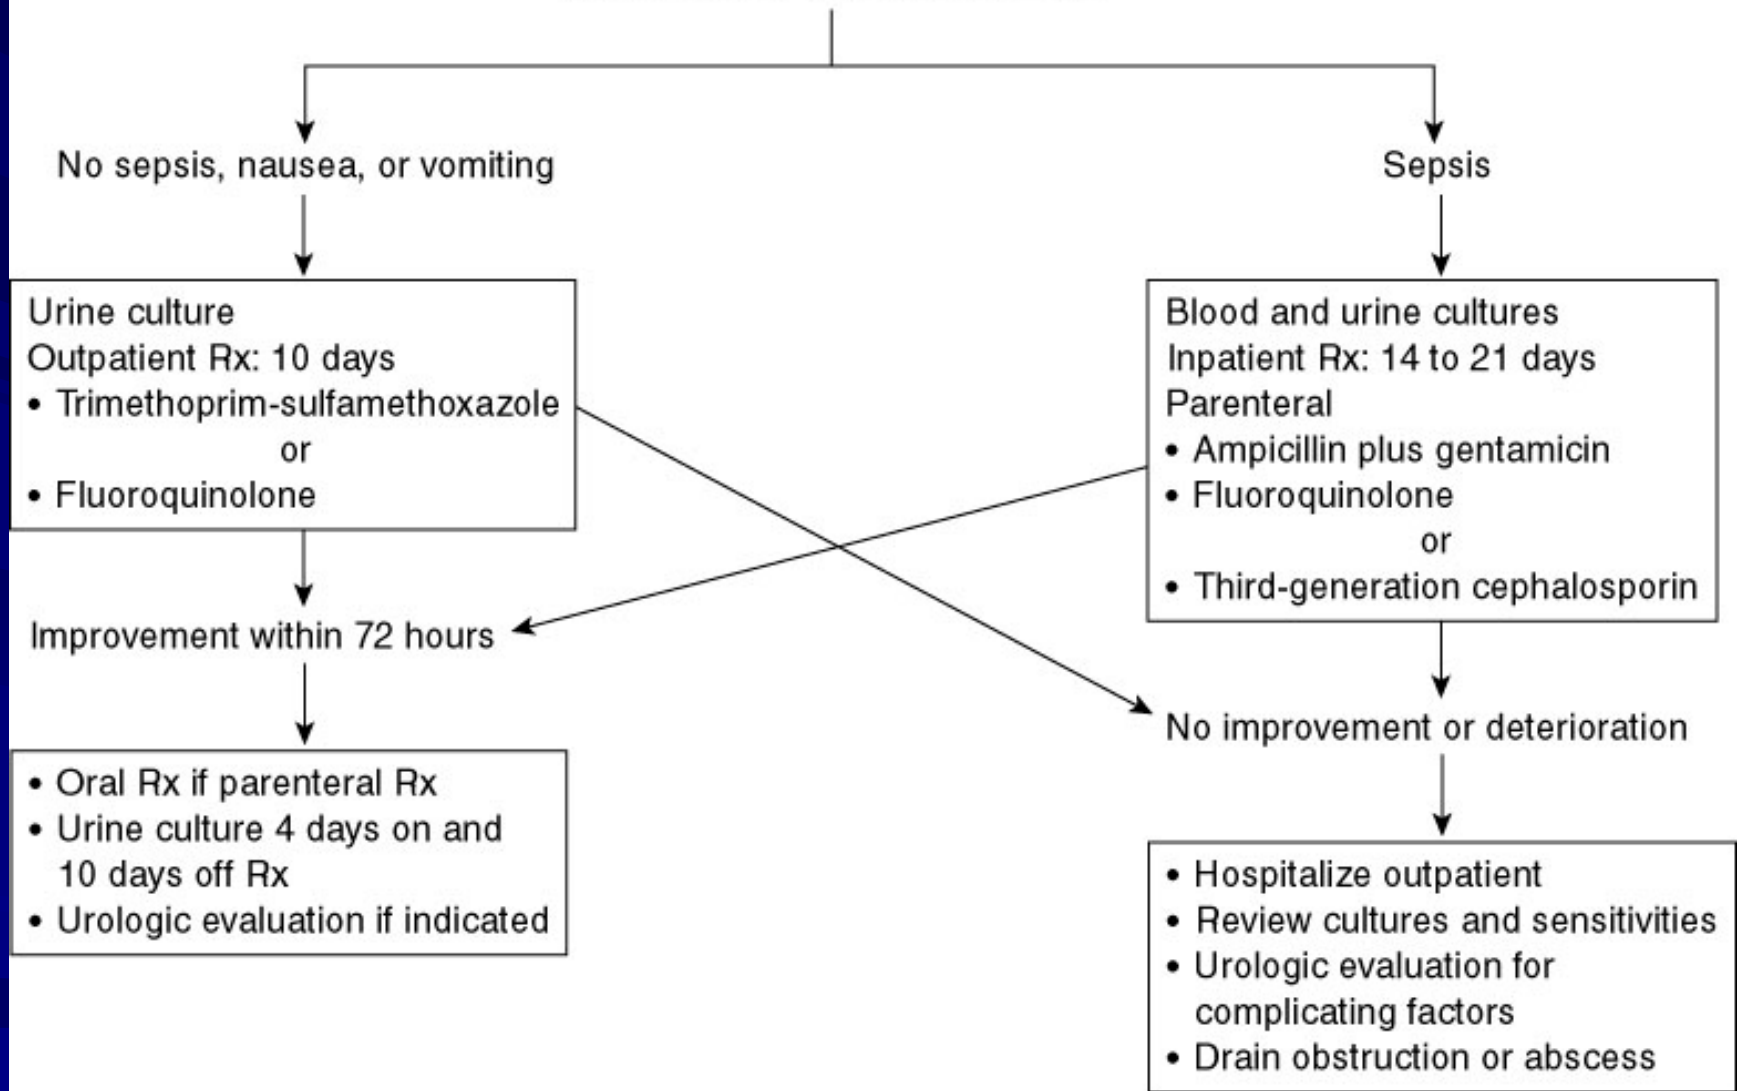 No sepsis, nausea, or vomiting
Sepsis
Urine culture
Outpatient Rx: 10 days
• Trimethoprim-sulfamethoxazole
or
• Fluoroquinolone
Blood and urine cultures
Inpatient Rx: 14 to 21 days
Parenteral
• Ampicillin plus gentamicin
• Fluoroquinolone
or
• Third-generation cephalosporin
Improvement within 72 hours
No improvement or deterioration
• Oral Rx if parenteral Rx
• Urine culture 4 days on and
10 days off Rx
• Urologic evaluation if indicated
• Hospitalize outpatient
• Review cultures and sensitivities
• Urologic evaluation for
complicating factors
• Drain obstruction or abscess